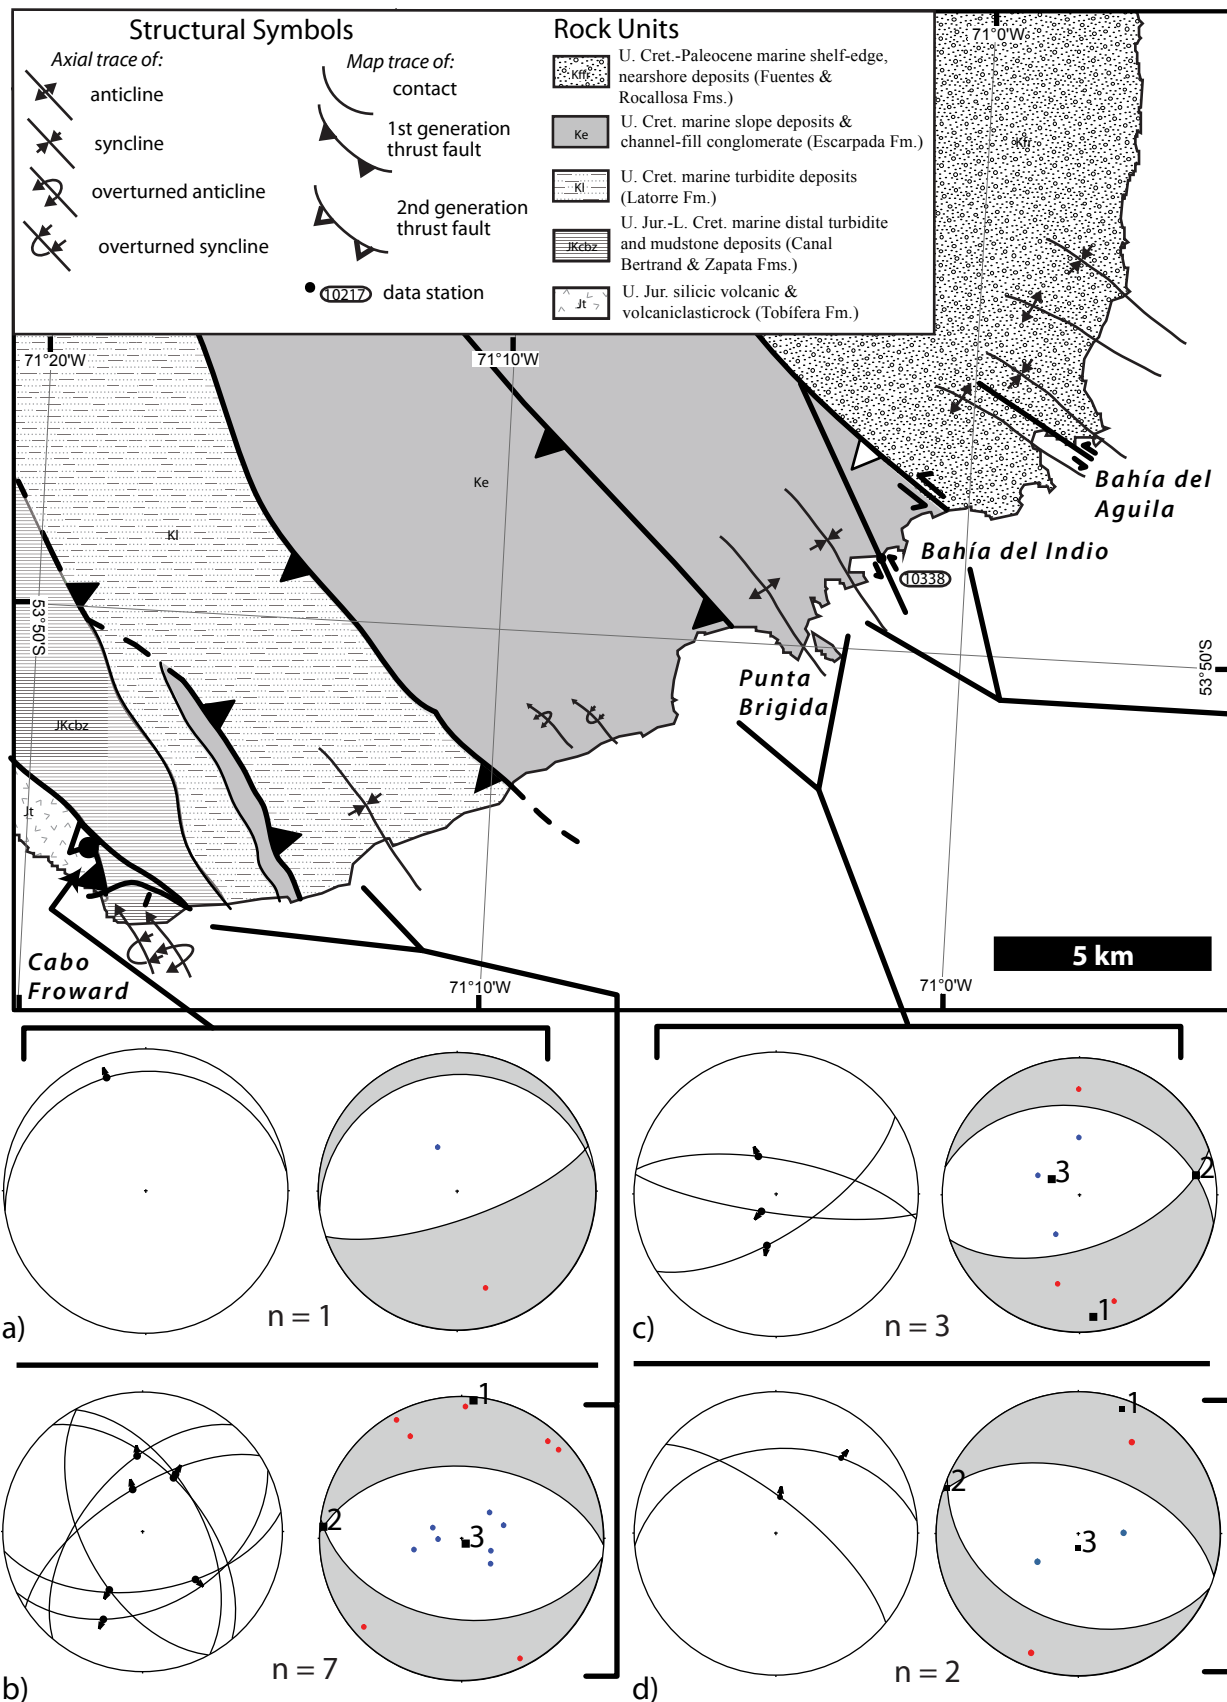 Structural Symbols
Axial trace of:
anticline
syncline
overturned anticline
overturned syncline
Map trace of:
contact
1st generation
thrust fault
2nd generation
thrust fault
10217 data station
Rock Units
Kfr
U. Cret.-Paleocene marine shelf-edge,
nearshore deposits (Fuentes &
Rocallosa Fms.)
Ke
U. Cret. marine slope deposits &
channel-fill conglomerate (Escarpada Fm.)
Kl
U. Cret. marine turbidite deposits
(Latorre Fm.)
JKcbz
U. Jur.-L. Cret. marine distal turbidite
and mudstone deposits (Canal
Bertrand & Zapata Fms.)
Jt
U. Jur. silicic volcanic &
volcaniclasticrock (Tobífera Fm.)
71°0'W
Kfr
71°20'W
71°10'W
Ke
Kl
Bahía del
Aguila
Bahía del Indio
10338
53°50'S
53°50'S
Punta
Brigida
JKcbz
Jt
Cabo
Froward
5 km
71°10'W
71°0'W
a)
n = 1
c)
n = 3
1
2
3
b)
n = 7
1
2
3
d)
n = 2
1
2
3